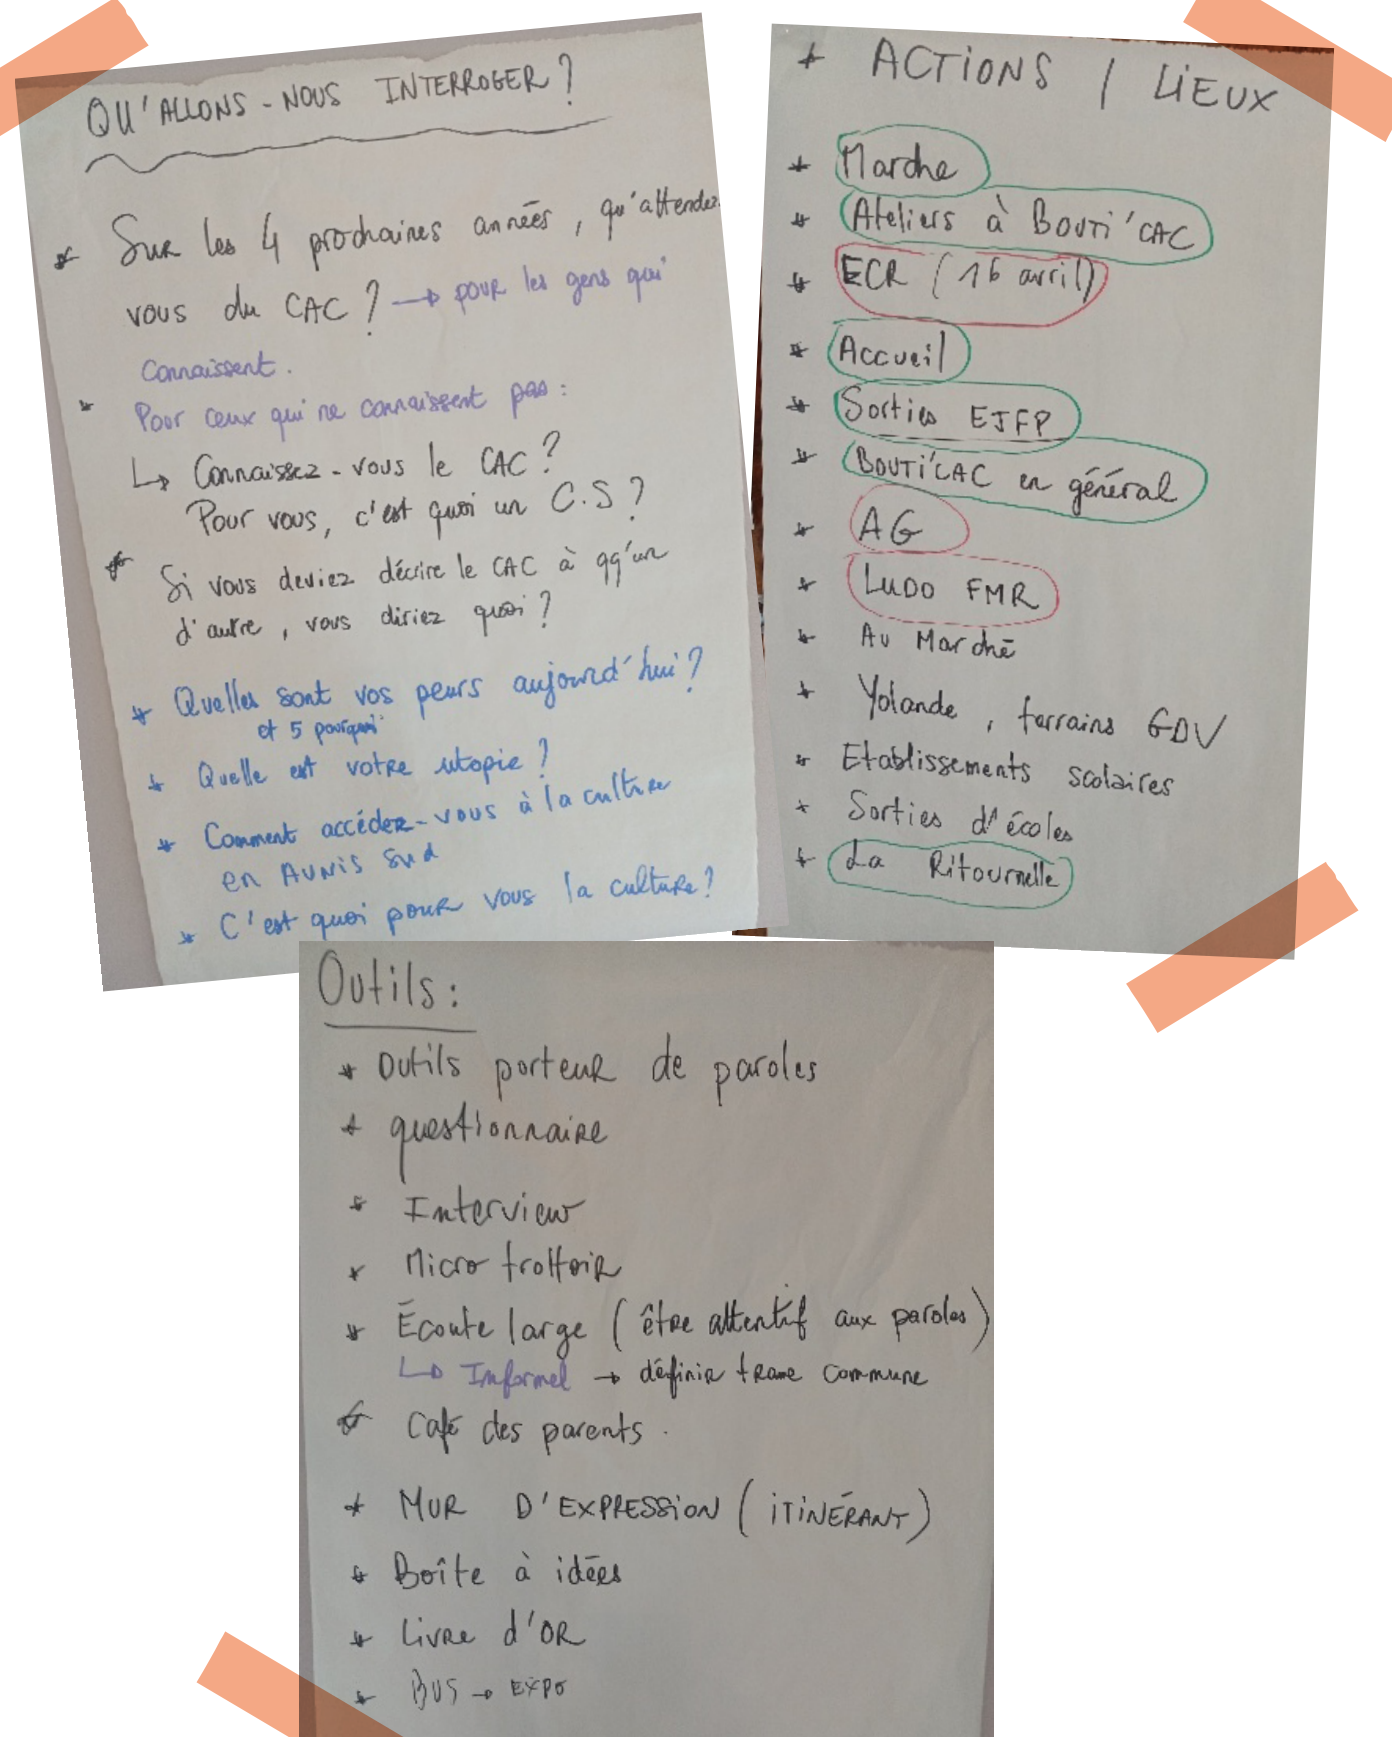 QU'ALLONS-NOUS INTERROGER ?
* Sur les 4 prochaines années, qu'attendez
vous du CAC ? → pour les gens qui
connaissent.
* Pour ceux qui ne connaissent pas :
↳ Connaissez-vous le CAC ?
Pour vous, c'est quoi un C.S ?
* Si vous deviez décrire le CAC à qq'un
d'autre, vous diriez quoi ?
* Quelles sont vos peurs aujourd'hui ?
et 5 pourquoi
* Quelle est votre utopie ?
* Comment accédez-vous à la culture
en AUNIS Sud
* C'est quoi pour vous la culture ?
+ ACTIONS / LIEUX
* Marche
* Ateliers à BOUTI'CAC
* ECR (16 avril)
* Accueil
* Sorties EJFP
* BOUTI'CAC en général
* AG
* LUDO FMR
* Au Marché
* Yolande, terrains GDV
* Etablissements scolaires
* Sorties d'écoles
* La Ritournelle
Outils :
* Outils porteur de paroles
* questionnaire
* Interview
* Micro trottoir
* Écoute large (être attentif aux paroles)
↳ Informel → définir trame commune
* Café des parents.
* MUR D'EXPRESSION (ITINÉRANT)
* Boîte à idées
* Livre d'OR
* BUS → EXPO